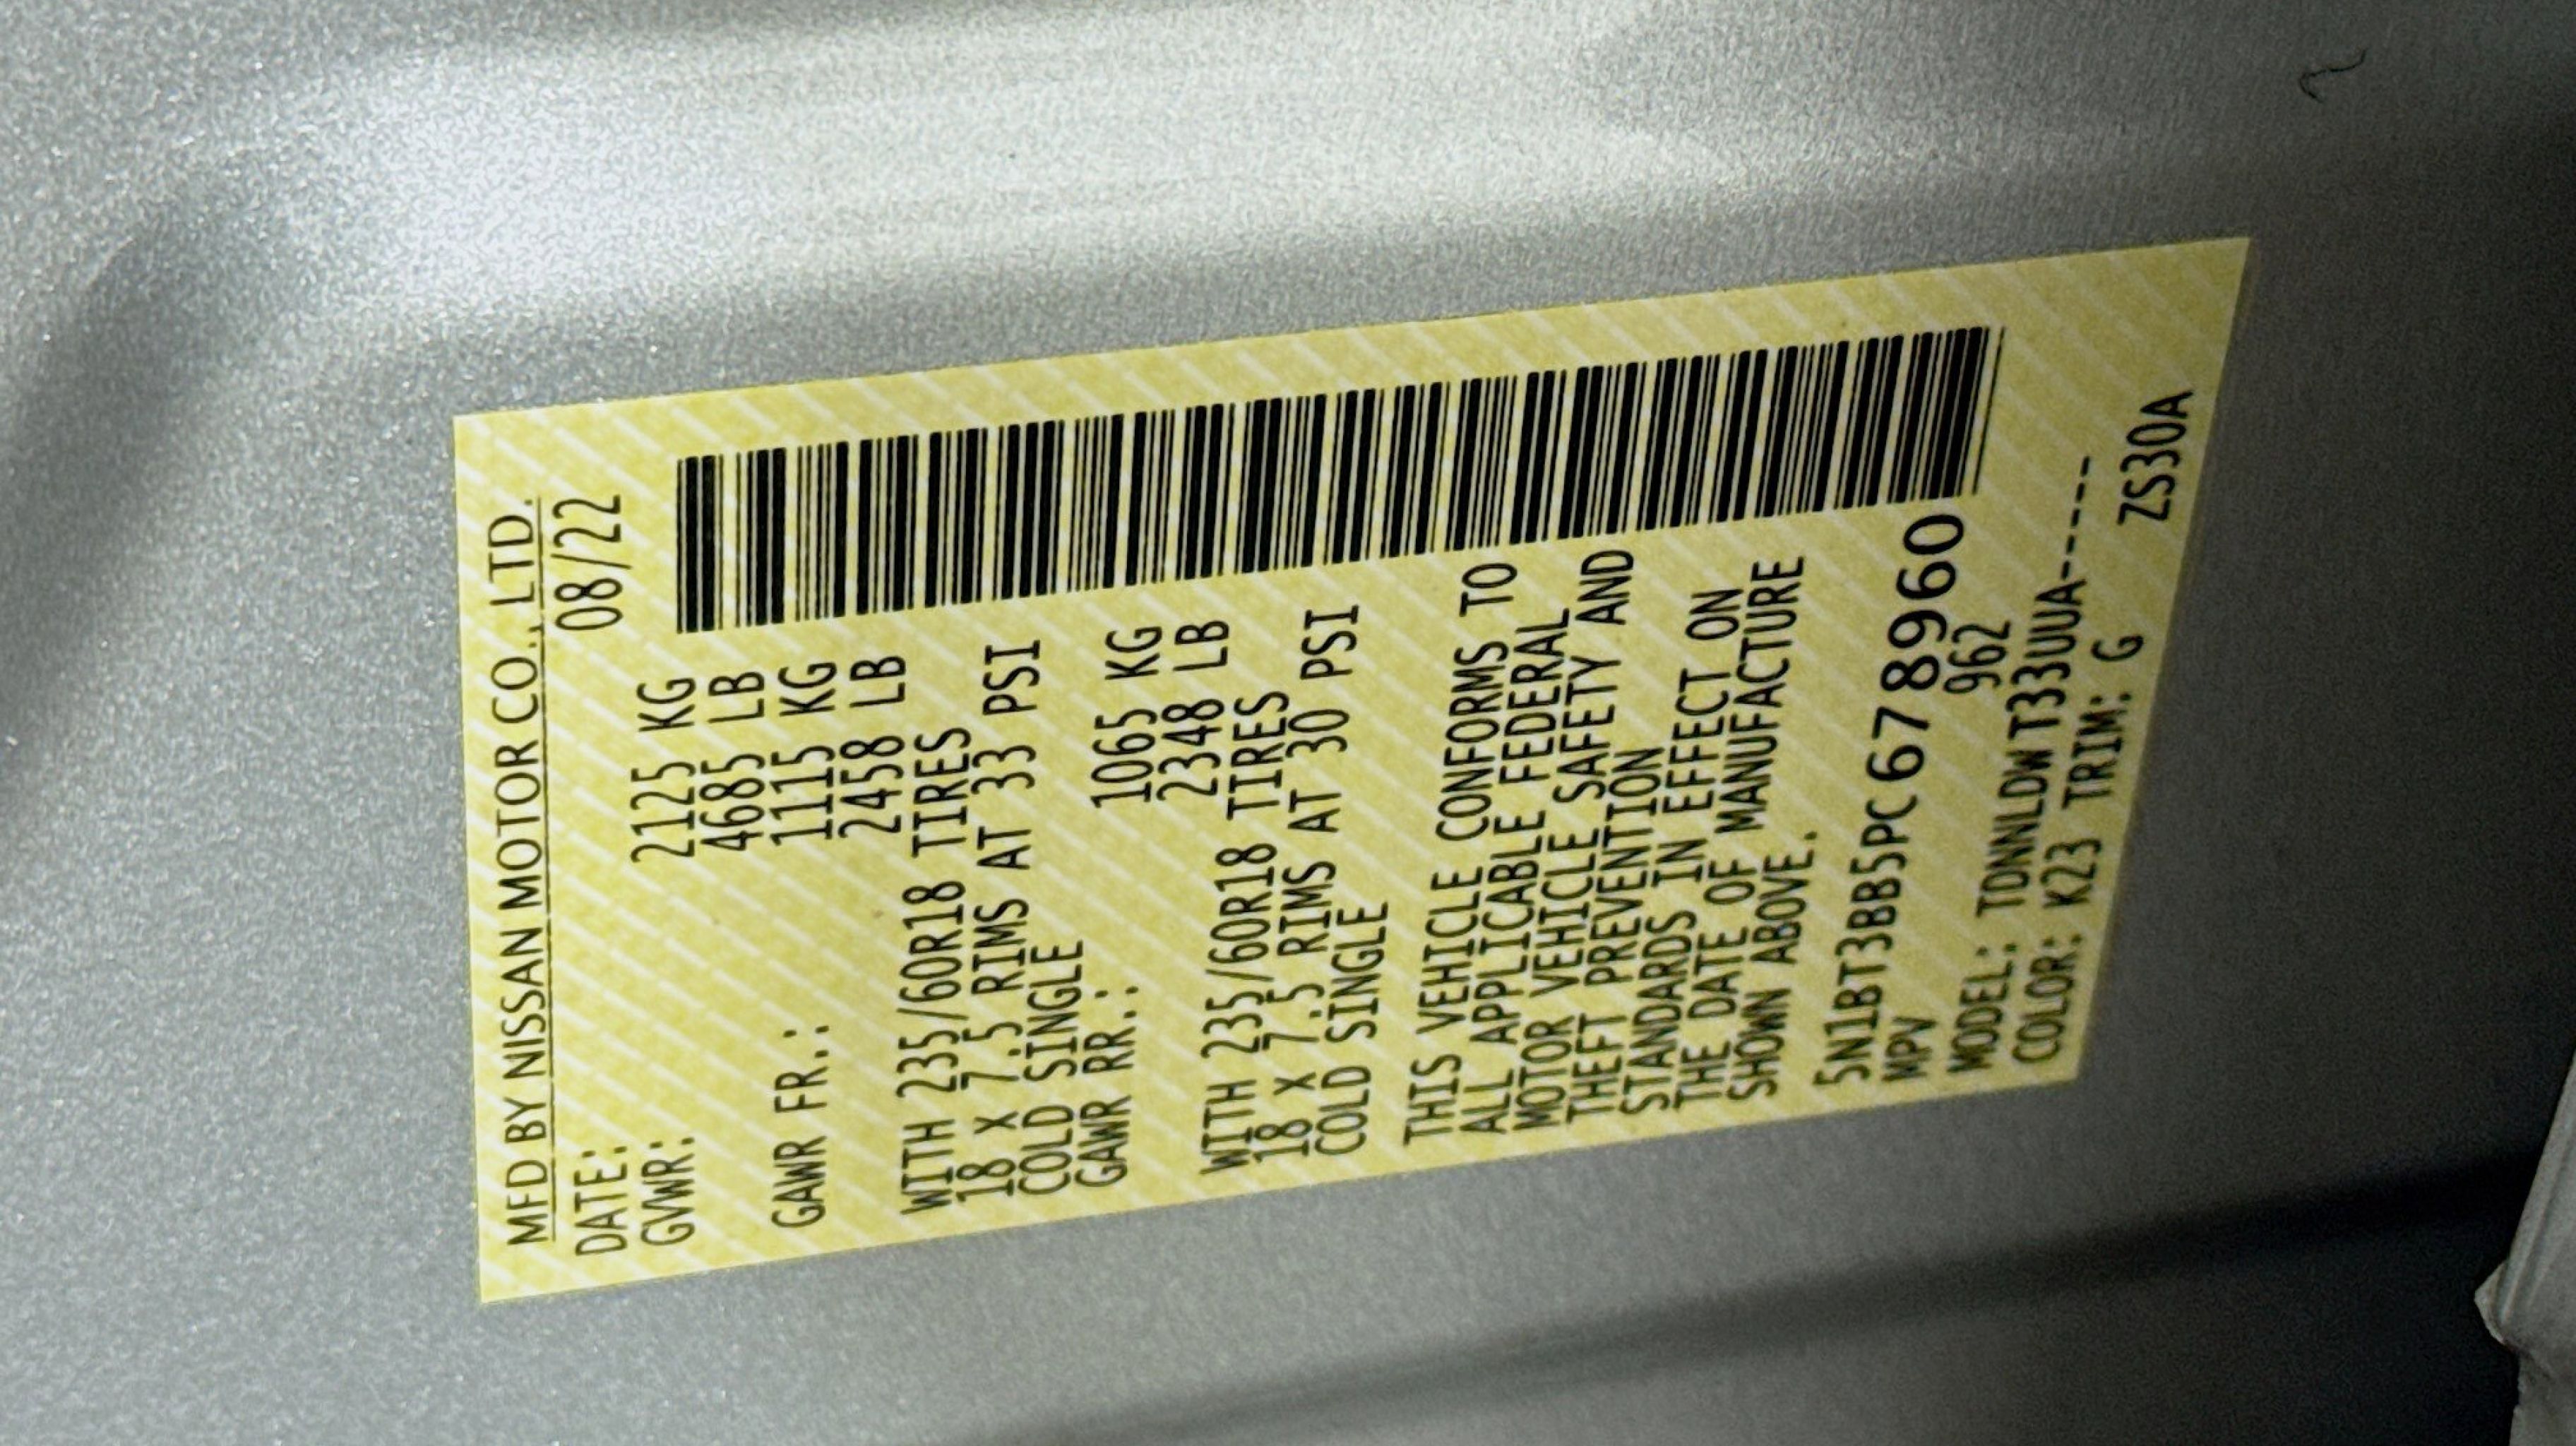 MFD BY NISSAN MOTOR CO., LTD.
DATE: 08/22
GVWR: 2125 KG
4685 LB
GAWR FR.: 1115 KG
2458 LB
WITH 235/60R18 TIRES
18 X 7.5 RIMS AT 33 PSI
COLD SINGLE
GAWR RR.: 1065 KG
2348 LB
WITH 235/60R18 TIRES
18 X 7.5 RIMS AT 30 PSI
COLD SINGLE
THIS VEHICLE CONFORMS TO
ALL APPLICABLE FEDERAL
MOTOR VEHICLE SAFETY AND
THEFT PREVENTION
STANDARDS IN EFFECT ON
THE DATE OF MANUFACTURE
SHOWN ABOVE.
5N1BT3BB5PC678960
MPV 962
MODEL: TDNNLDWT33UUA------
COLOR: K23 TRIM: G
ZS30A